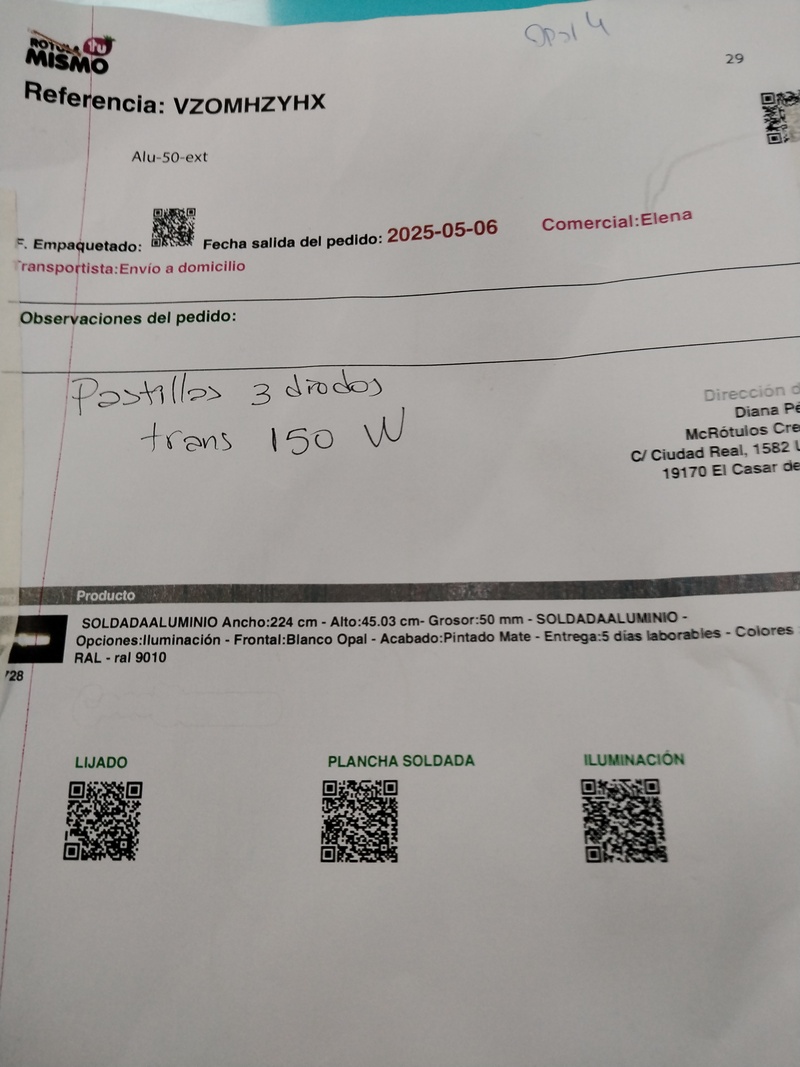 Opal 4
ROTULA tu
MISMO
29
Referencia: VZOMHZYHX
Alu-50-ext
F. Empaquetado:
Fecha salida del pedido: 2025-05-06
Comercial:Elena
Transportista:Envío a domicilio
Observaciones del pedido:
Pastillas 3 diodos
trans 150 W
Dirección d
Diana Pé
McRótulos Cre
C/ Ciudad Real, 1582 U
19170 El Casar de
Producto
SOLDADAALUMINIO Ancho:224 cm - Alto:45.03 cm- Grosor:50 mm - SOLDADAALUMINIO -
Opciones:Iluminación - Frontal:Blanco Opal - Acabado:Pintado Mate - Entrega:5 días laborables - Colores
RAL - ral 9010
728
LIJADO
PLANCHA SOLDADA
ILUMINACIÓN